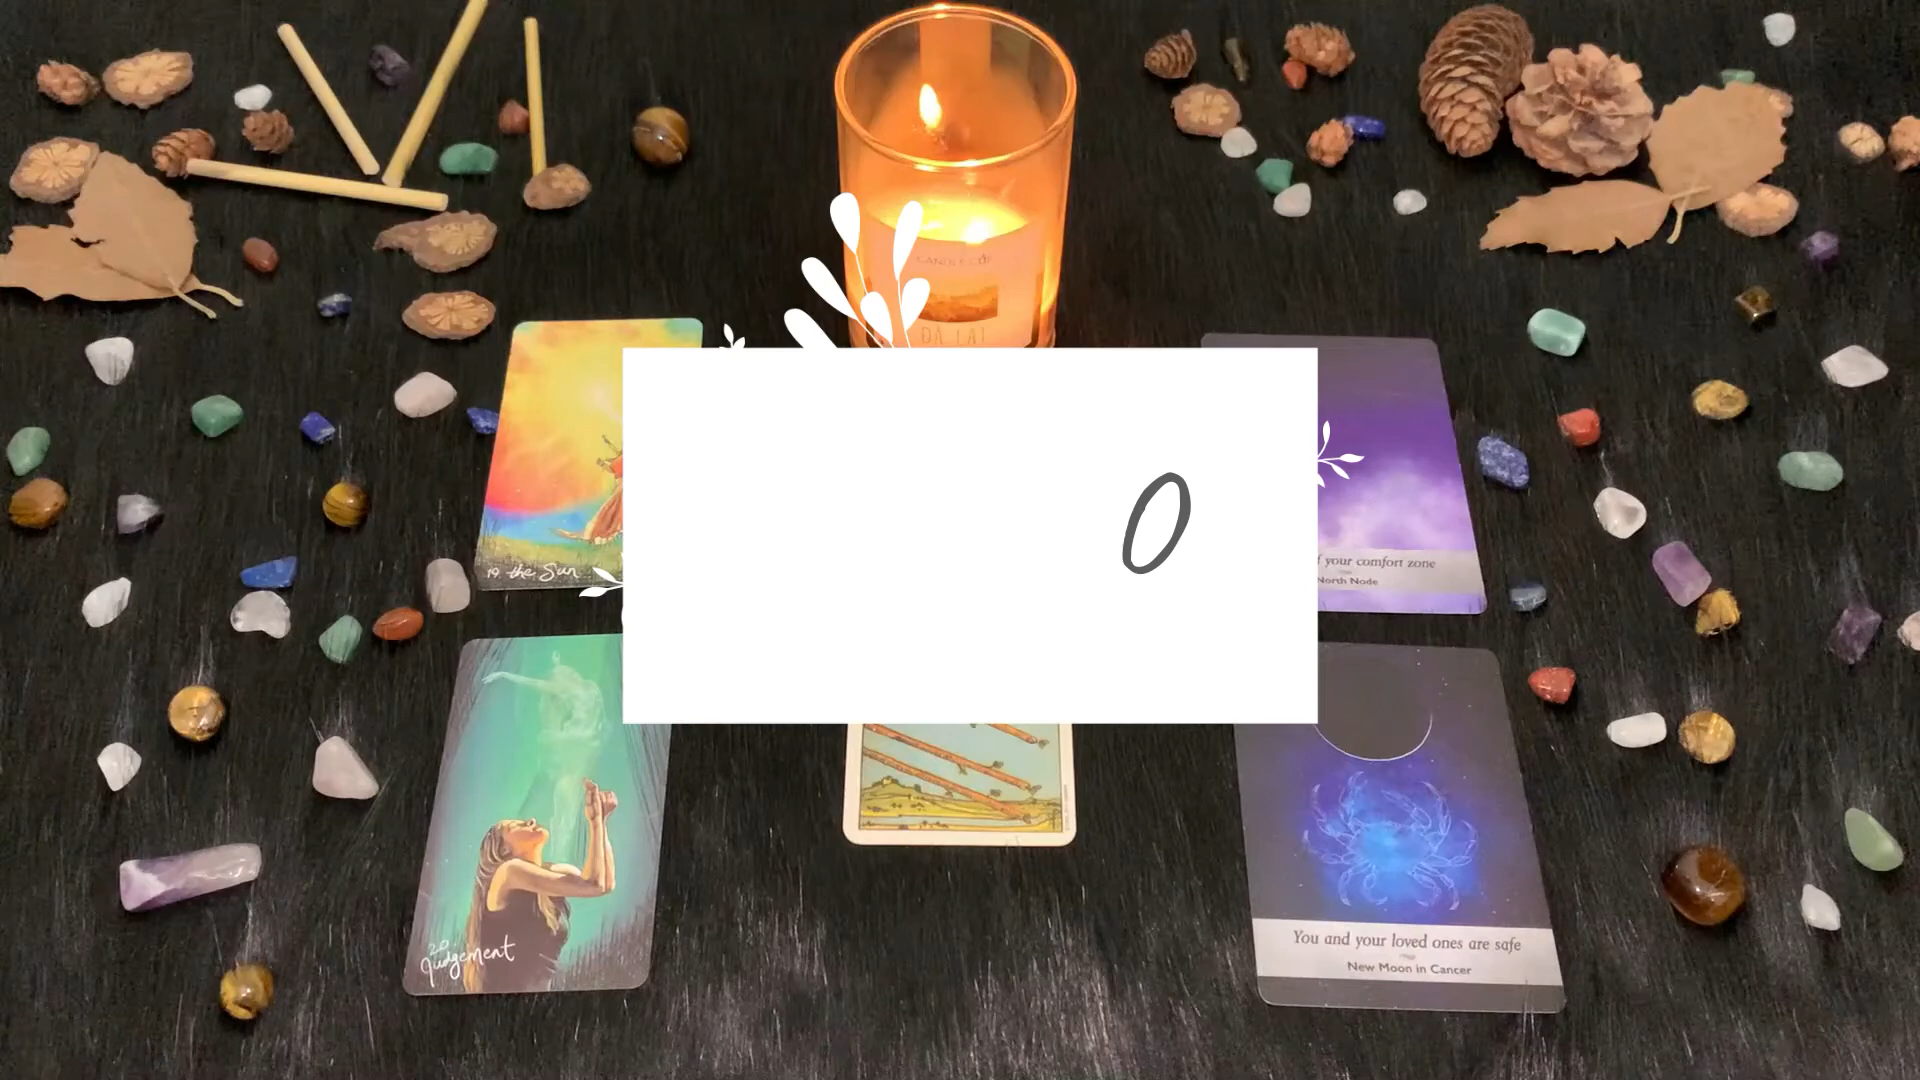 CANDLE CUP
ĐÀ LẠT
19 the Sun
f your comfort zone
North Node
0
20
Judgement
You and your loved ones are safe
New Moon in Cancer